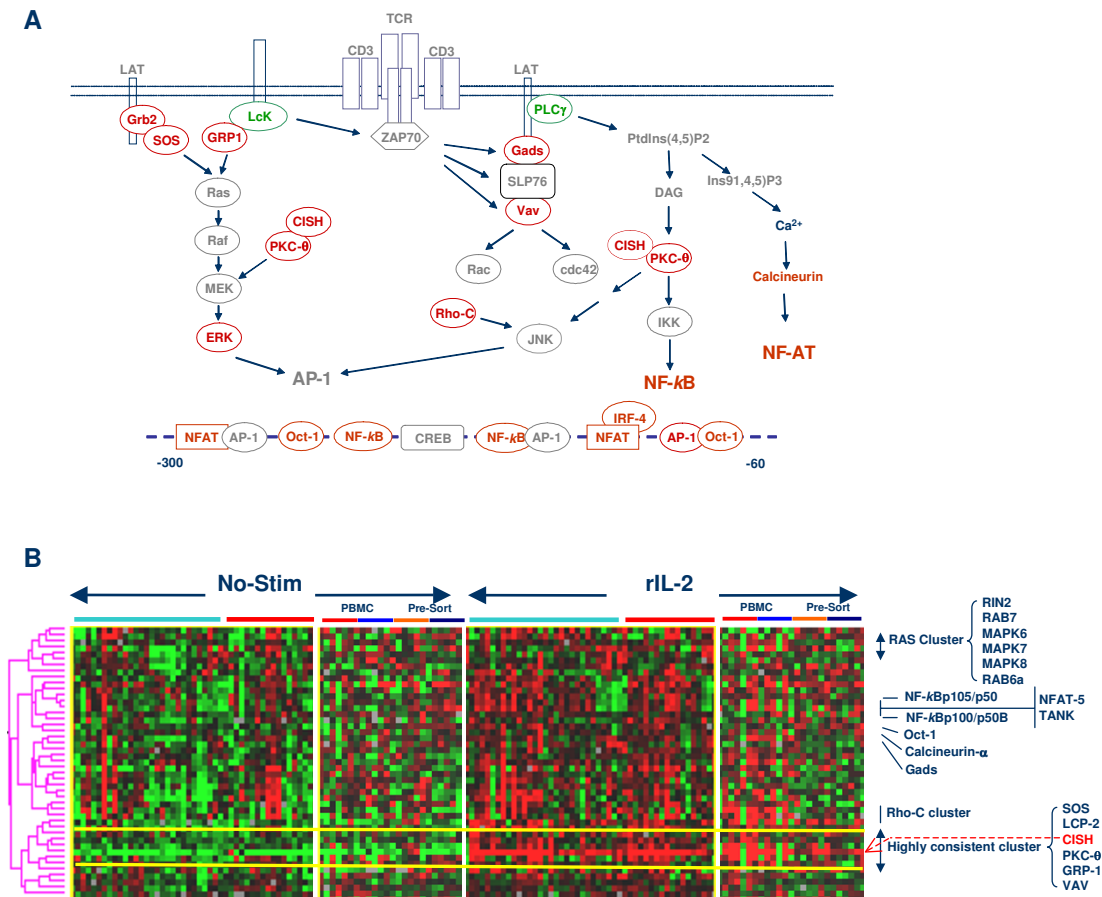 A
TCR
CD3
CD3
LAT
LAT
LcK
PLCγ
Grb2
SOS
GRP1
ZAP70
Gads
PtdIns(4,5)P2
SLP76
Ins91,4,5)P3
Ras
DAG
Vav
CISH
Ca2+
Raf
PKC-θ
CISH
PKC-θ
Rac
cdc42
MEK
Calcineurin
Rho-C
IKK
ERK
JNK
NF-AT
AP-1
NF-kB
IRF-4
NFAT
AP-1
Oct-1
NF-kB
CREB
NF-kB
AP-1
NFAT
AP-1
Oct-1
-300
-60
B
No-Stim
rIL-2
PBMC
Pre-Sort
PBMC
Pre-Sort
RAS Cluster
RIN2
RAB7
MAPK6
MAPK7
MAPK8
RAB6a
NF-kBp105/p50
NFAT-5
NF-kBp100/p50B
TANK
Oct-1
Calcineurin-α
Gads
Rho-C cluster
Highly consistent cluster
SOS
LCP-2
CISH
PKC-θ
GRP-1
VAV